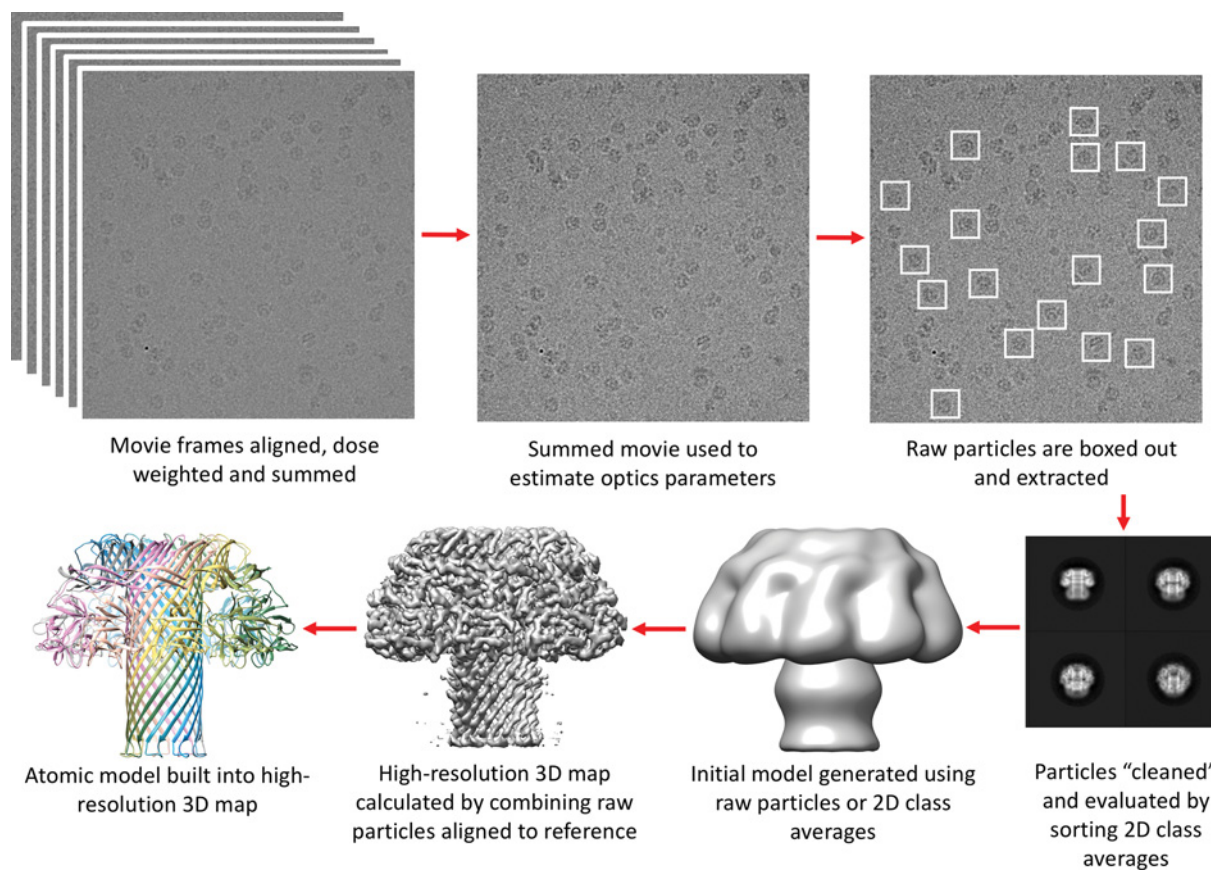 Movie frames aligned, dose
weighted and summed
Summed movie used to
estimate optics parameters
Raw particles are boxed out
and extracted
Particles “cleaned”
and evaluated by
sorting 2D class
averages
Initial model generated using
raw particles or 2D class
averages
High-resolution 3D map
calculated by combining raw
particles aligned to reference
Atomic model built into high-
resolution 3D map